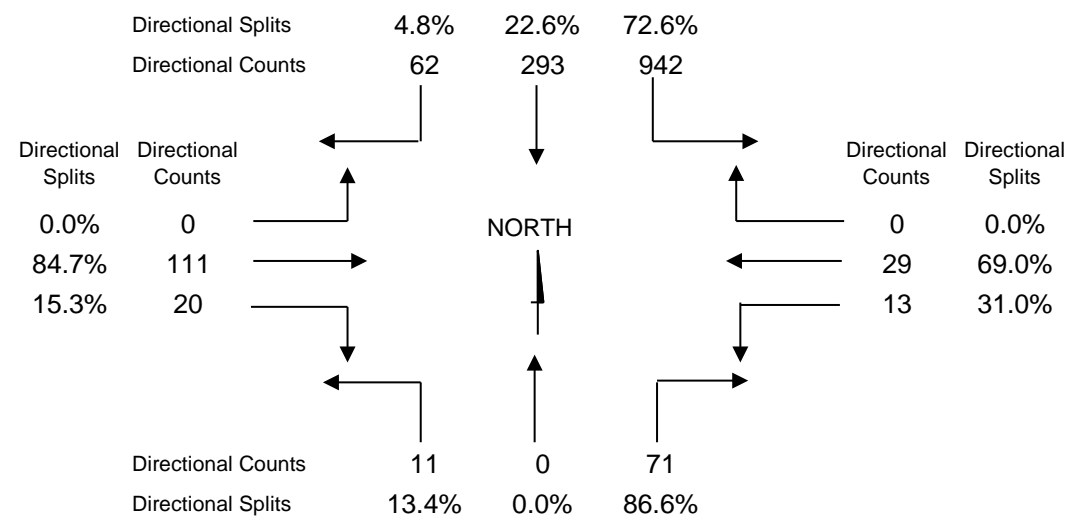 Directional Splits 4.8% 22.6% 72.6%
Directional Counts 62 293 942
Directional Directional Directional Directional
Splits Counts Counts Splits
0.0% 0 NORTH 0 0.0%
84.7% 111 29 69.0%
15.3% 20 13 31.0%
Directional Counts 11 0 71
Directional Splits 13.4% 0.0% 86.6%